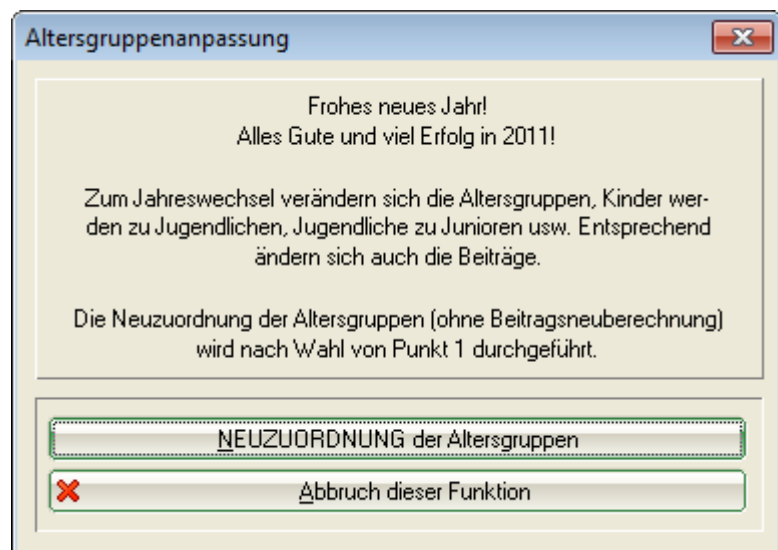 Altersgruppenanpassung
Frohes neues Jahr!
Alles Gute und viel Erfolg in 2011!
Zum Jahreswechsel verändern sich die Altersgruppen, Kinder wer-
den zu Jugendlichen, Jugendliche zu Junioren usw. Entsprechend
ändern sich auch die Beiträge.
Die Neuzuordnung der Altersgruppen (ohne Beitragsneuberechnung)
wird nach Wahl von Punkt 1 durchgeführt.
NEUZUORDNUNG der Altersgruppen
Abbruch dieser Funktion